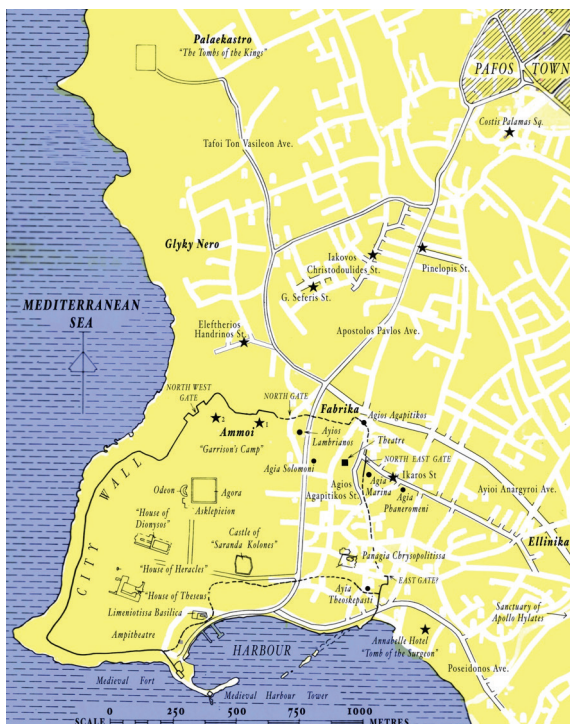 Palaekastro
"The Tombs of the Kings"
PAFOS TOWN
Costis Palamas Sq.
Tafoi Ton Vasileon Ave.
Glyky Nero
Iakovos
Christodoulides St.
Pinelopis St.
G. Seferis St.
MEDITERRANEAN
SEA
Eleftherios
Handrinos St.
Apostolos Pavlos Ave.
NORTH WEST
GATE
NORTH GATE
Fabrika
Agios Agapitikos
2
1
Ammoi
"Garrison's Camp"
Ayios
Lambrianos
Theatre
NORTH EAST GATE
Agia Solomoni
Ikaros St
Agios
Agapitikos St.
Agia
Marina
Agia
Phaneromeni
Ayioi Anargyroi Ave.
CITY WALL
Odeon
Agora
Asklepieion
"House of
Dionysos"
Castle of
"Saranda Kolones"
Ellinika
"House of Heracles"
Panagia Chrysopolitissa
EAST GATE?
"House of Theseus"
Ayia
Theoskepasti
Limeniotissa Basilica
Ampitheatre
Sanctuary of
Apollo Hylates
HARBOUR
Annabelle Hotel
"Tomb of the Surgeon"
Poseidonos Ave.
Medieval Fort
Medieval Harbour Tower
SCALE 0 250 500 750 1000 METRES